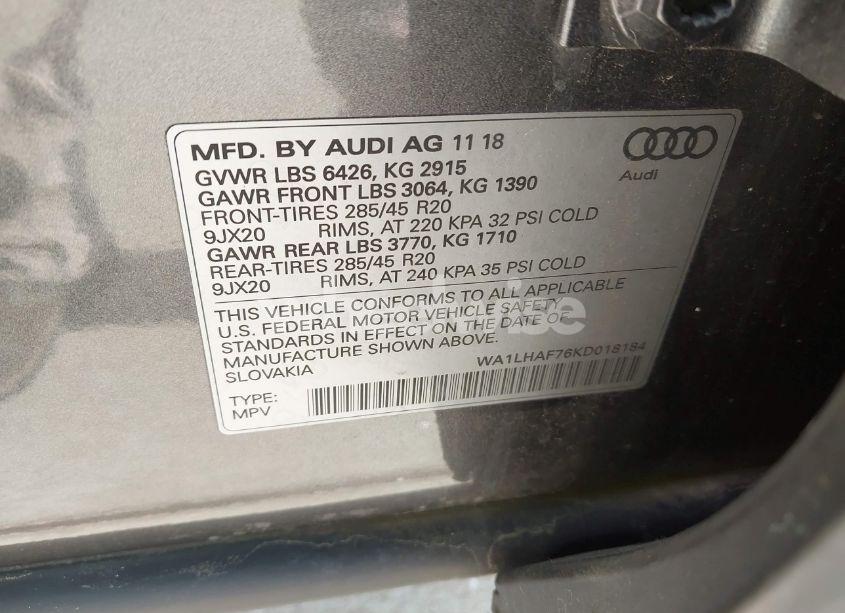 MFD. BY AUDI AG 11 18
GVWR LBS 6426, KG 2915
GAWR FRONT LBS 3064, KG 1390
FRONT-TIRES 285/45 R20
9JX20 RIMS, AT 220 KPA 32 PSI COLD
GAWR REAR LBS 3770, KG 1710
REAR-TIRES 285/45 R20
9JX20 RIMS, AT 240 KPA 35 PSI COLD
Audi
THIS VEHICLE CONFORMS TO ALL APPLICABLE
U.S. FEDERAL MOTOR VEHICLE SAFETY
STANDARDS IN EFFECT ON THE DATE OF
MANUFACTURE SHOWN ABOVE.
SLOVAKIA
WA1LHAF76KD018184
TYPE:
MPV